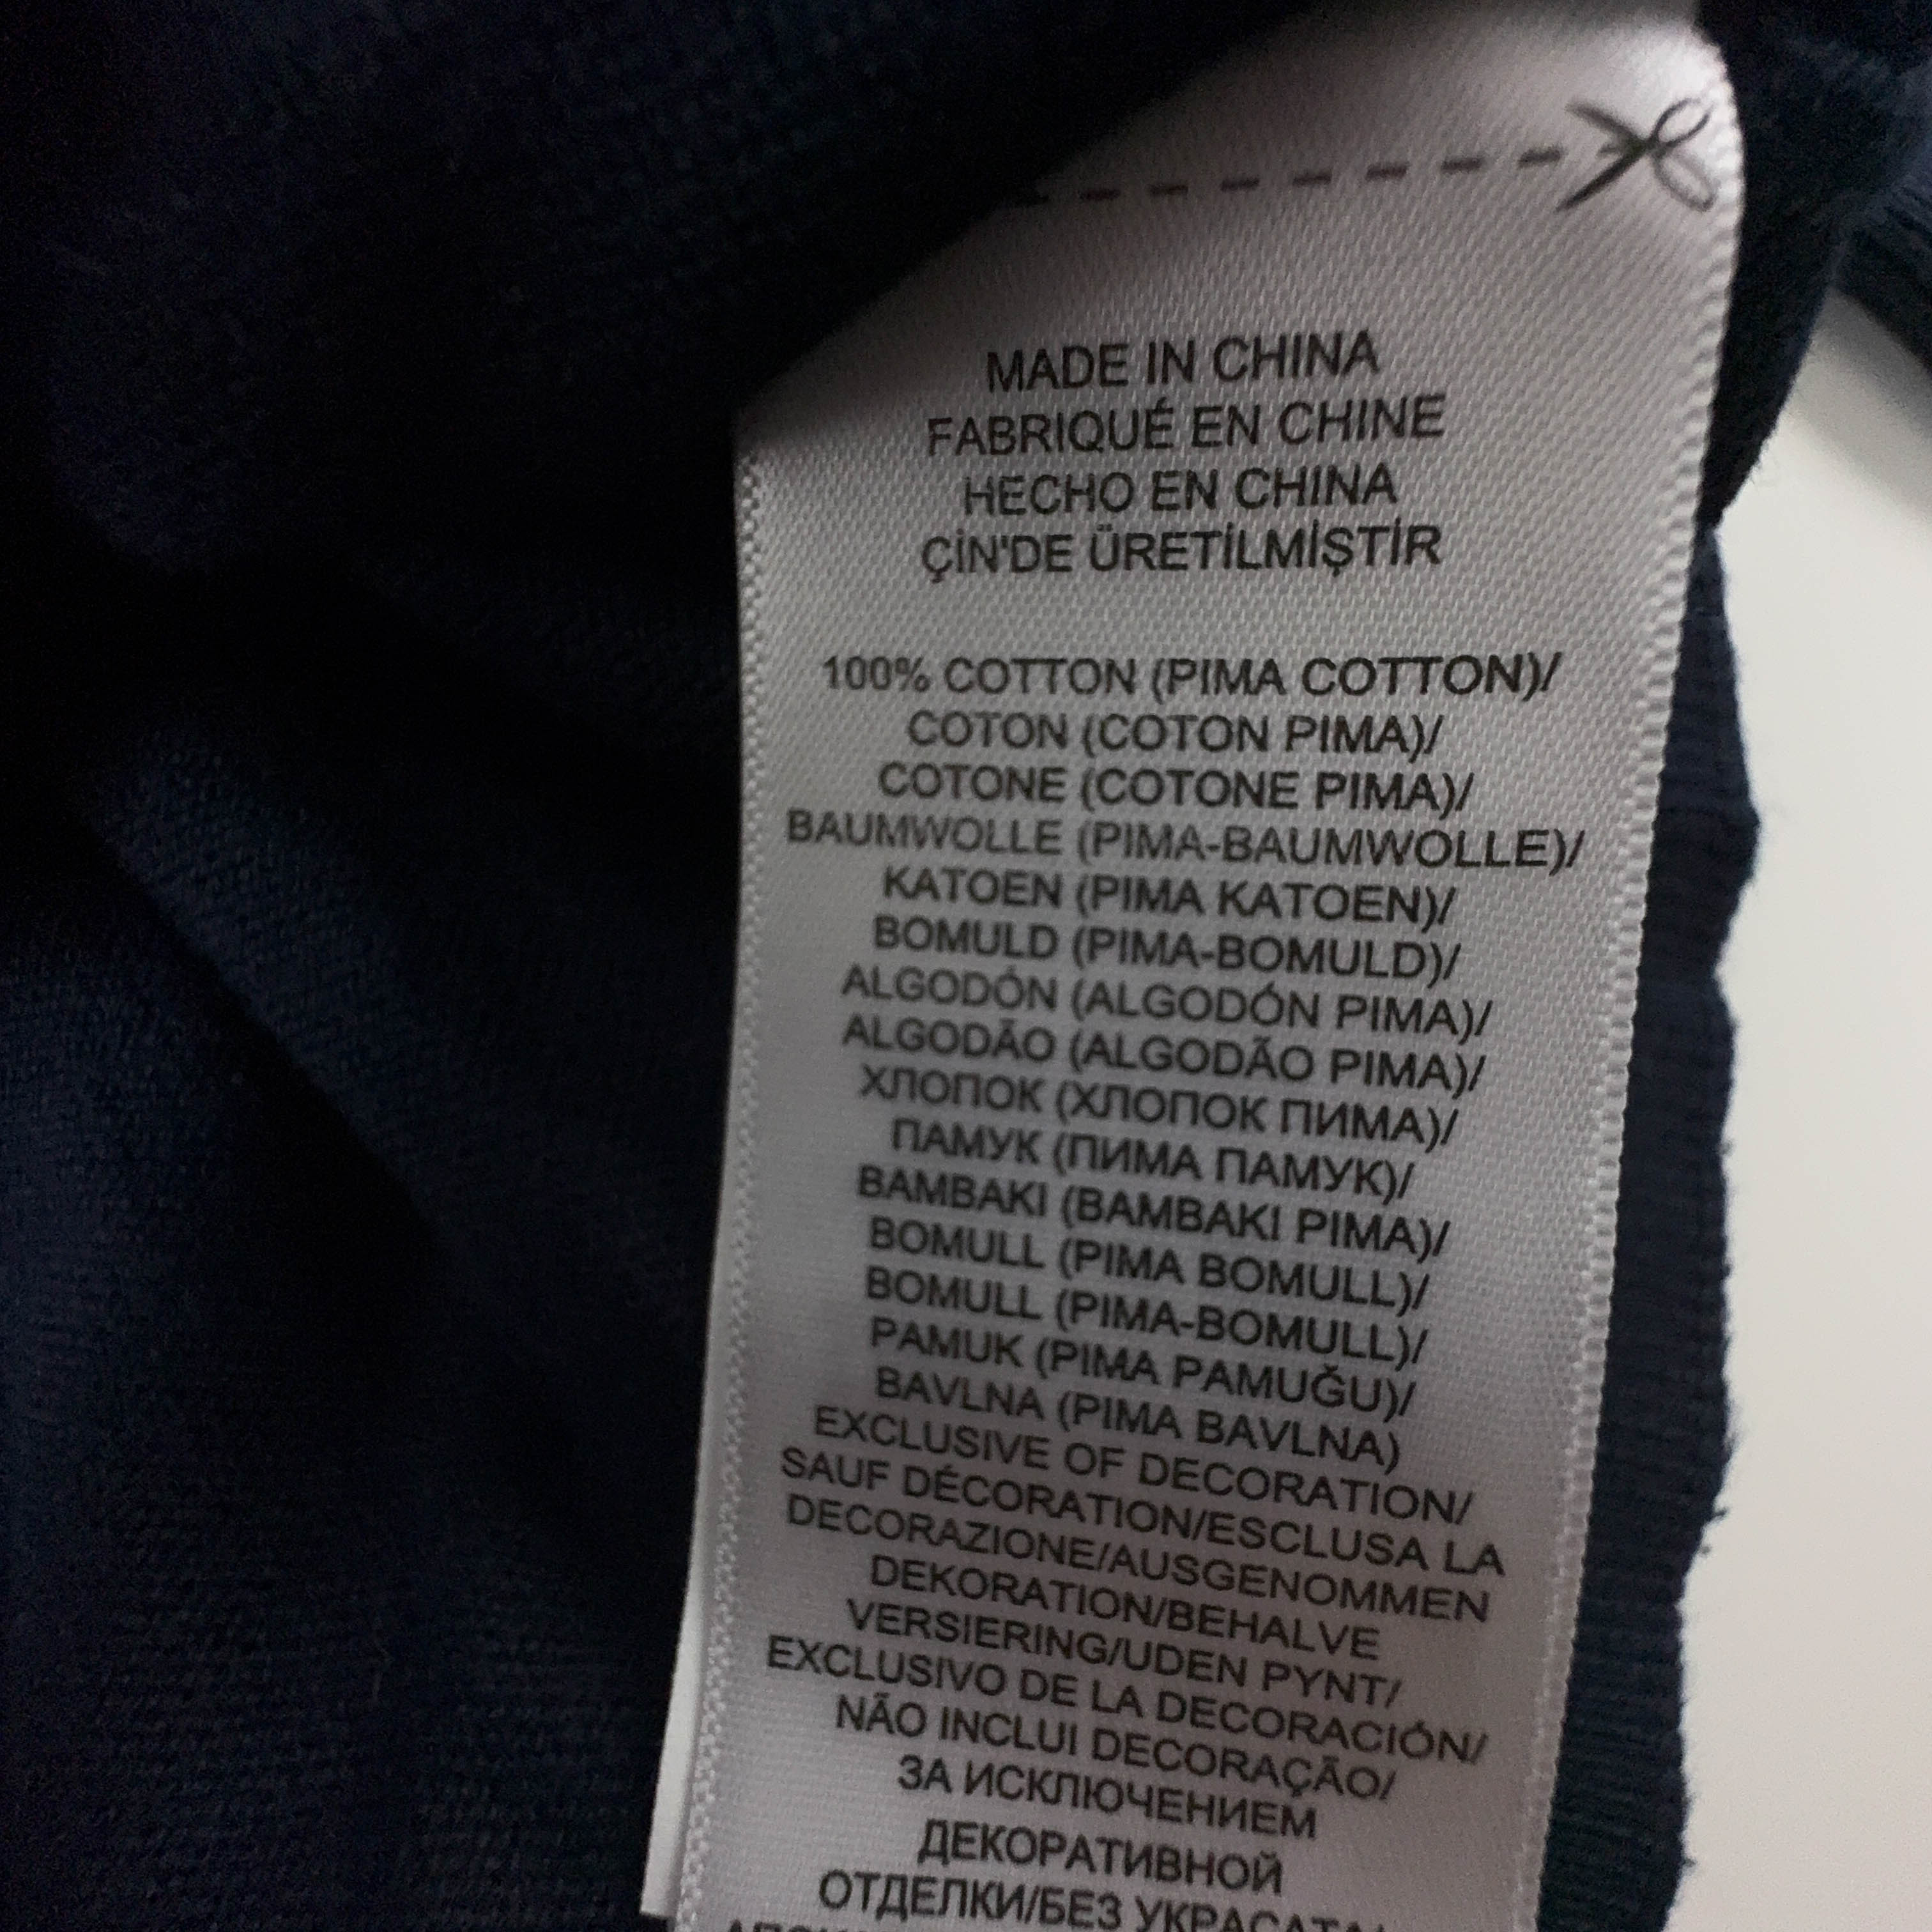 MADE IN CHINA
FABRIQUÉ EN CHINE
HECHO EN CHINA
ÇİN'DE ÜRETİLMİŞTİR
100% COTTON (PIMA COTTON)/
COTON (COTON PIMA)/
COTONE (COTONE PIMA)/
BAUMWOLLE (PIMA-BAUMWOLLE)/
KATOEN (PIMA KATOEN)/
BOMULD (PIMA-BOMULD)/
ALGODÓN (ALGODÓN PIMA)/
ALGODÃO (ALGODÃO PIMA)/
ХЛОПОК (ХЛОПОК ПИМА)/
ПАМУК (ПИМА ПАМУК)/
BAMBAKI (BAMBAKI PIMA)/
BOMULL (PIMA BOMULL)/
BOMULL (PIMA-BOMULL)/
PAMUK (PIMA PAMUĞU)/
BAVLNA (PIMA BAVLNA)
EXCLUSIVE OF DECORATION/
SAUF DÉCORATION/ESCLUSA LA
DECORAZIONE/AUSGENOMMEN
DEKORATION/BEHALVE
VERSIERING/UDEN PYNT/
EXCLUSIVO DE LA DECORACIÓN/
NÃO INCLUI DECORAÇÃO/
ЗА ИСКЛЮЧЕНИЕМ
ДЕКОРАТИВНОЙ
ОТДЕЛКИ/БЕЗ УКРАСАТА/